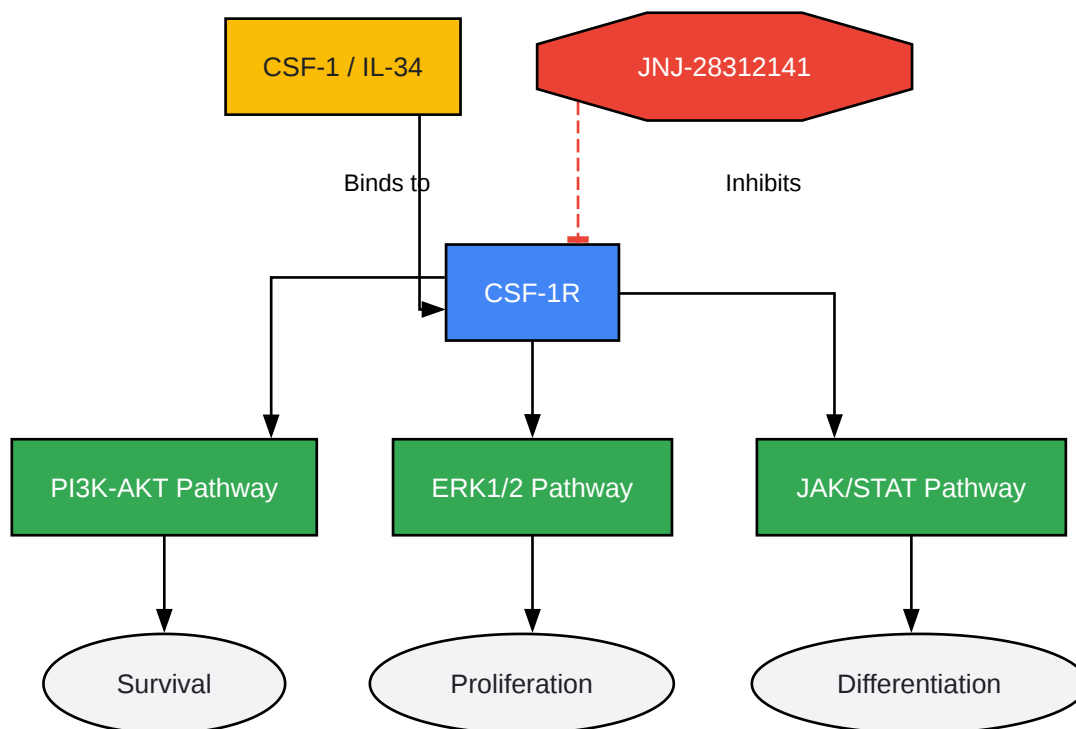 CSF-1 / IL-34
JNJ-28312141
Binds to
Inhibits
CSF-1R
PI3K-AKT Pathway
ERK1/2 Pathway
JAK/STAT Pathway
Survival
Proliferation
Differentiation